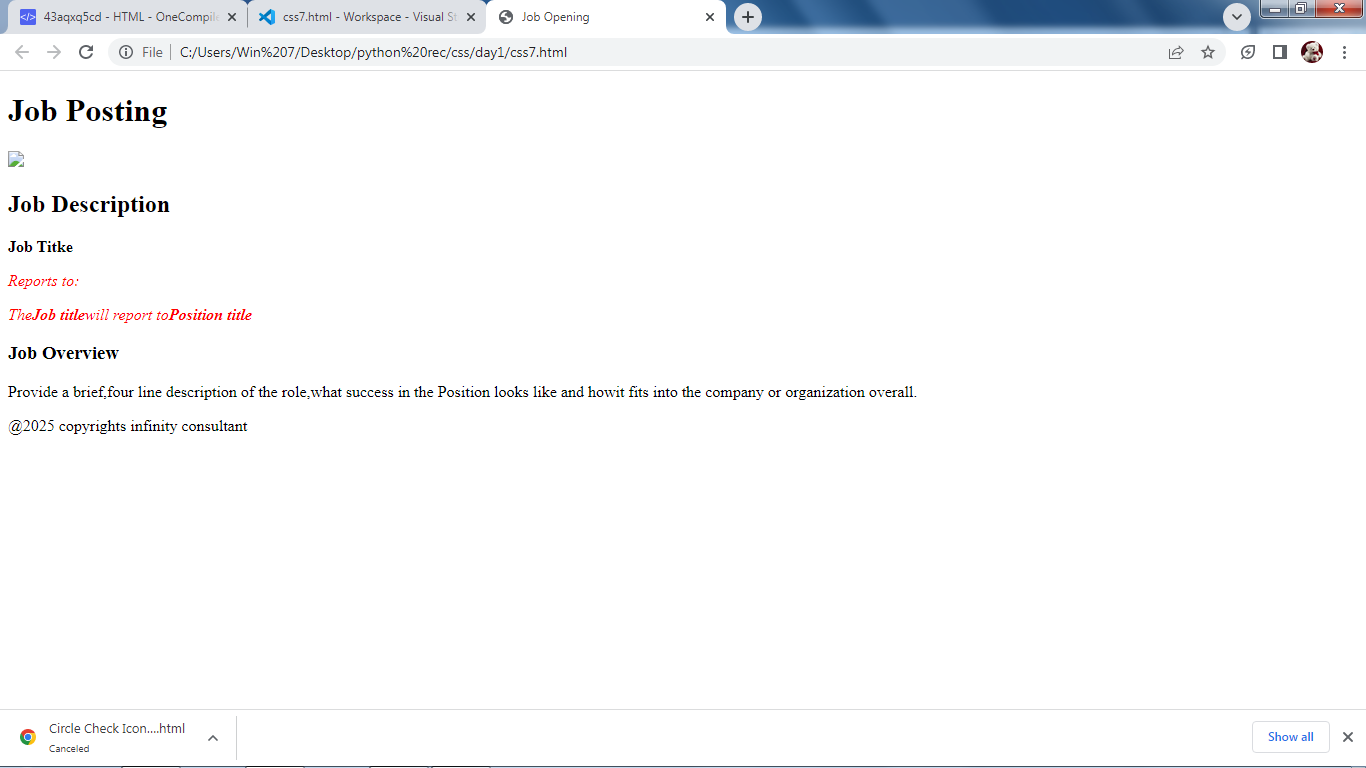 43aqxq5cd - HTML - OneCompile
css7.html - Workspace - Visual St
Job Opening
File
C:/Users/Win%207/Desktop/python%20rec/css/day1/css7.html
Job Posting
Job Description
Job Titke
Reports to:
TheJob titlewill report toPosition title
Job Overview
Provide a brief,four line description of the role,what success in the Position looks like and howit fits into the company or organization overall.
@2025 copyrights infinity consultant
Circle Check Icon....html
Canceled
Show all